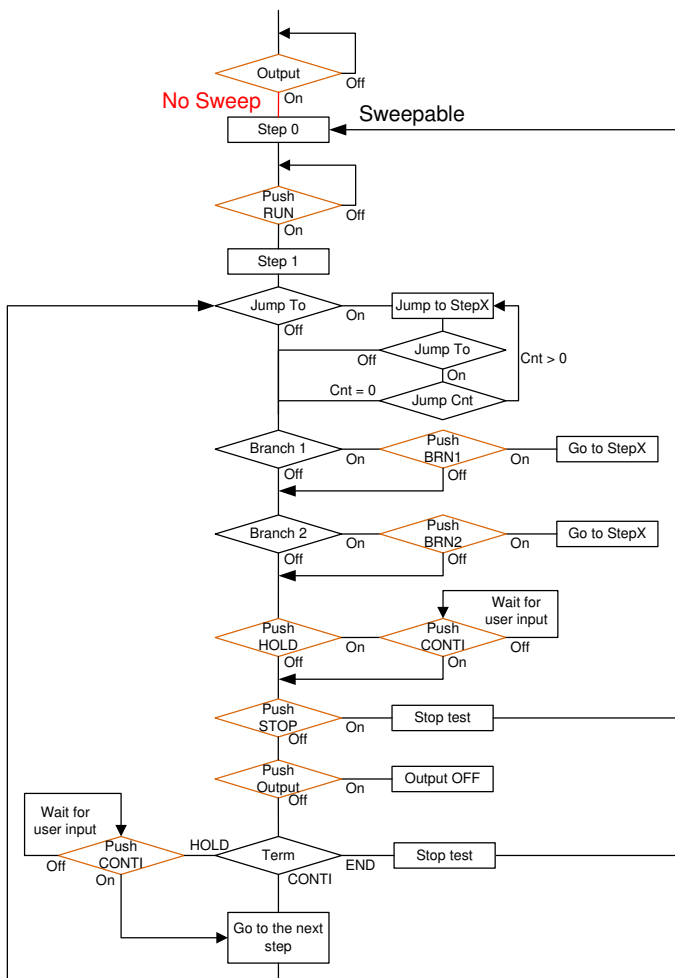 Output
Off
On
No Sweep
Sweepable
Step 0
Push
RUN
Off
On
Step 1
Jump To
On
Jump to StepX
Off
Jump To
Off
Cnt > 0
On
Cnt = 0
Jump Cnt
Branch 1
On
Push
BRN1
On
Go to StepX
Off
Off
Branch 2
On
Push
BRN2
On
Go to StepX
Off
Off
Wait for
user input
Push
HOLD
On
Push
CONTI
Off
Off
On
Push
STOP
On
Stop test
Off
Push
Output
On
Output OFF
Off
Wait for
user input
Push
CONTI
Off
On
HOLD
Term
END
Stop test
CONTI
Go to the next
step